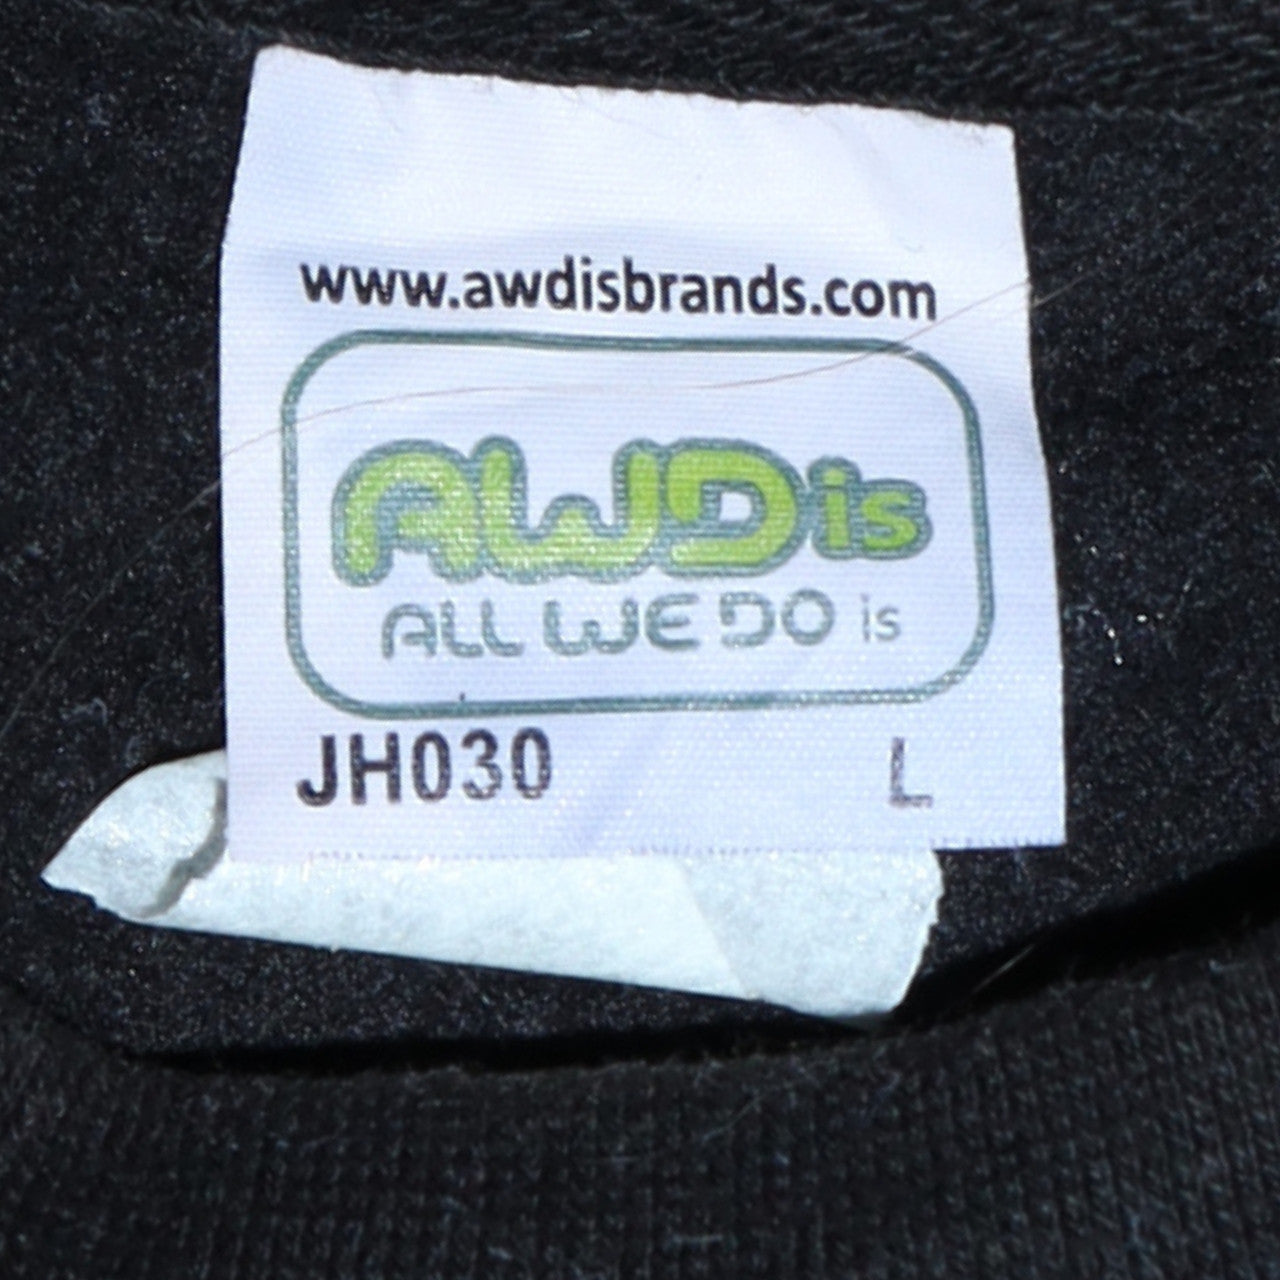 www.awdisbrands.com
AWDis
ALL WE DO is
JH030 L